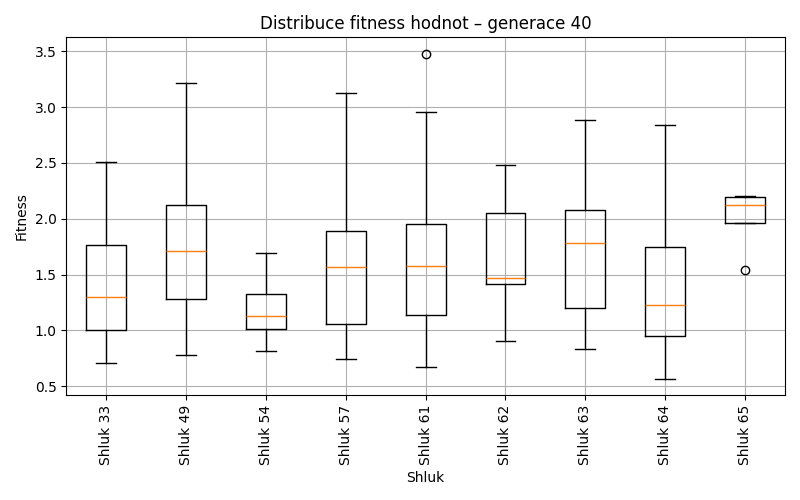 Distribuce fitness hodnot – generace 40
3.5
3.0
2.5
2.0
1.5
1.0
0.5
Fitness
Shluk 33
Shluk 49
Shluk 54
Shluk 57
Shluk 61
Shluk 62
Shluk 63
Shluk 64
Shluk 65
Shluk